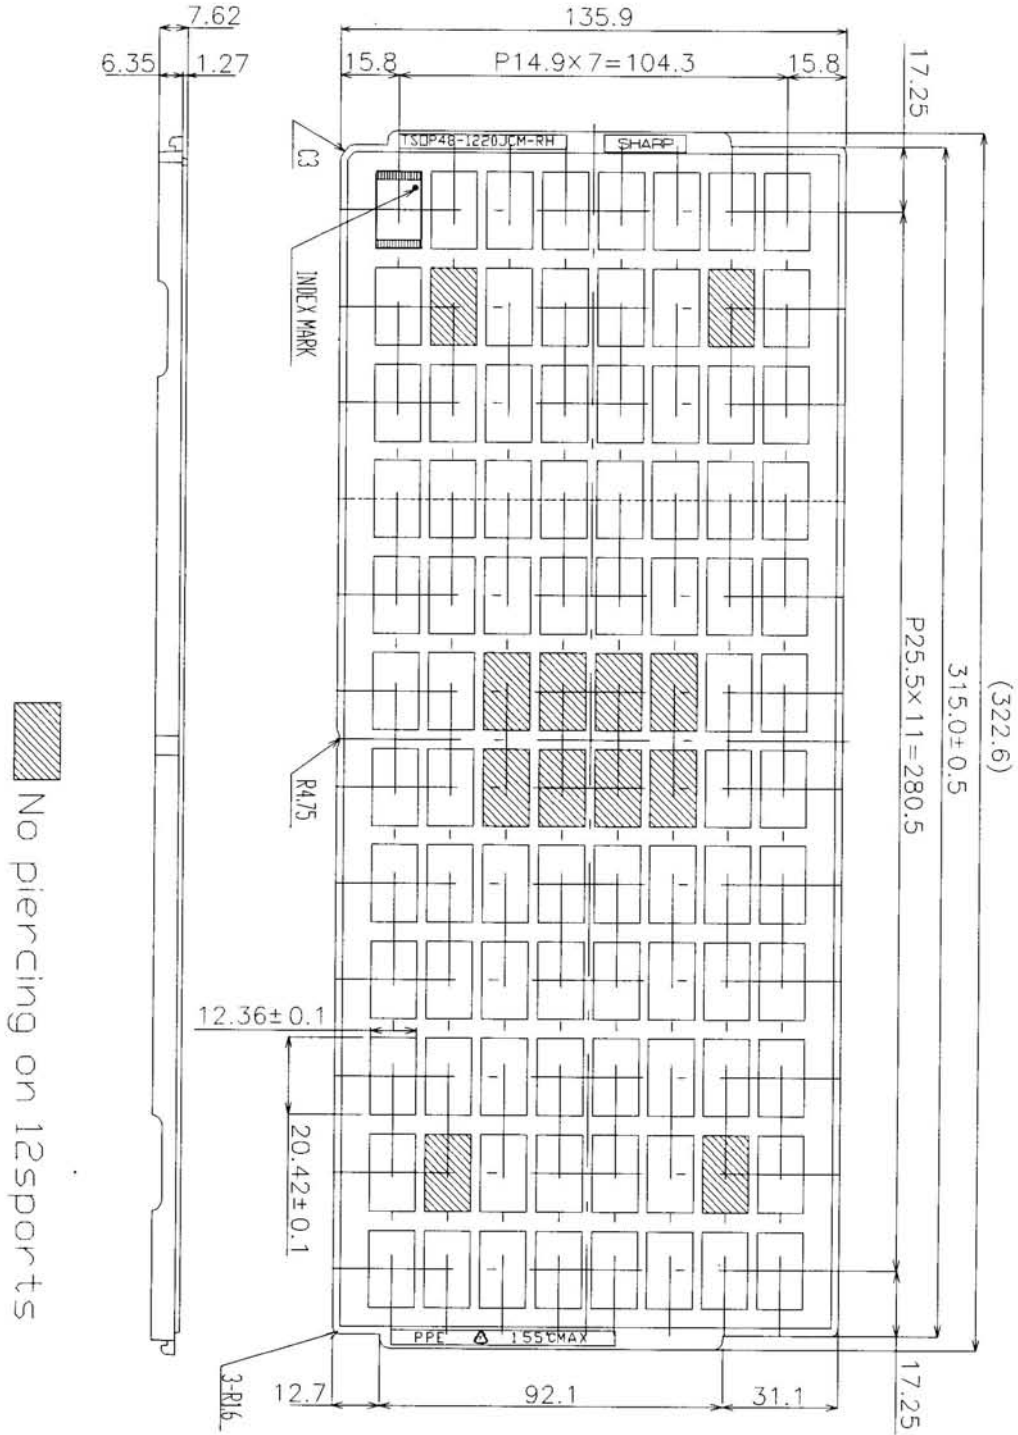 7.62
135.9
6.35
1.27
15.8
P14.9×7=104.3
15.8
17.25
TSOP48-1220JCM-RH
SHARP
C3
INDEX MARK
(322.6)
315.0±0.5
P25.5×11=280.5
R4.75
No piercing on 12sports
12.36±0.1
20.42±0.1
PPE
155℃MAX
3-R1.6
12.7
92.1
31.1
17.25